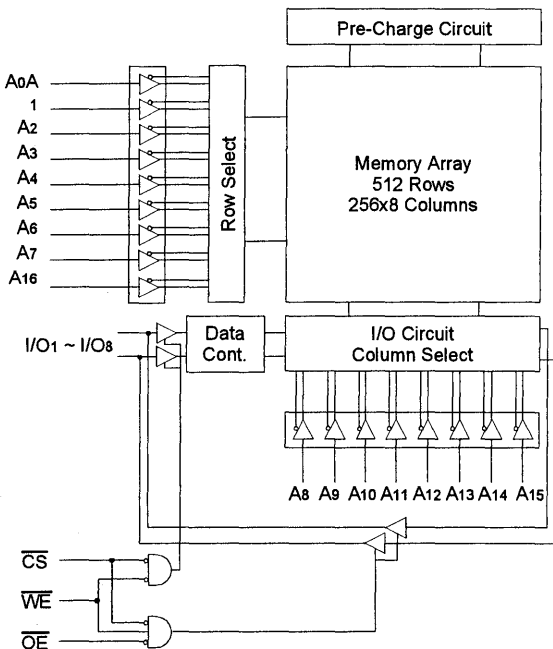 Pre-Charge Circuit
A0A
1
A2
A3
A4
A5
A6
A7
A16
Row Select
Memory Array
512 Rows
256x8 Columns
I/O1 ~ I/O8
Data
Cont.
I/O Circuit
Column Select
A8 A9 A10 A11 A12 A13 A14 A15
CS
WE
OE